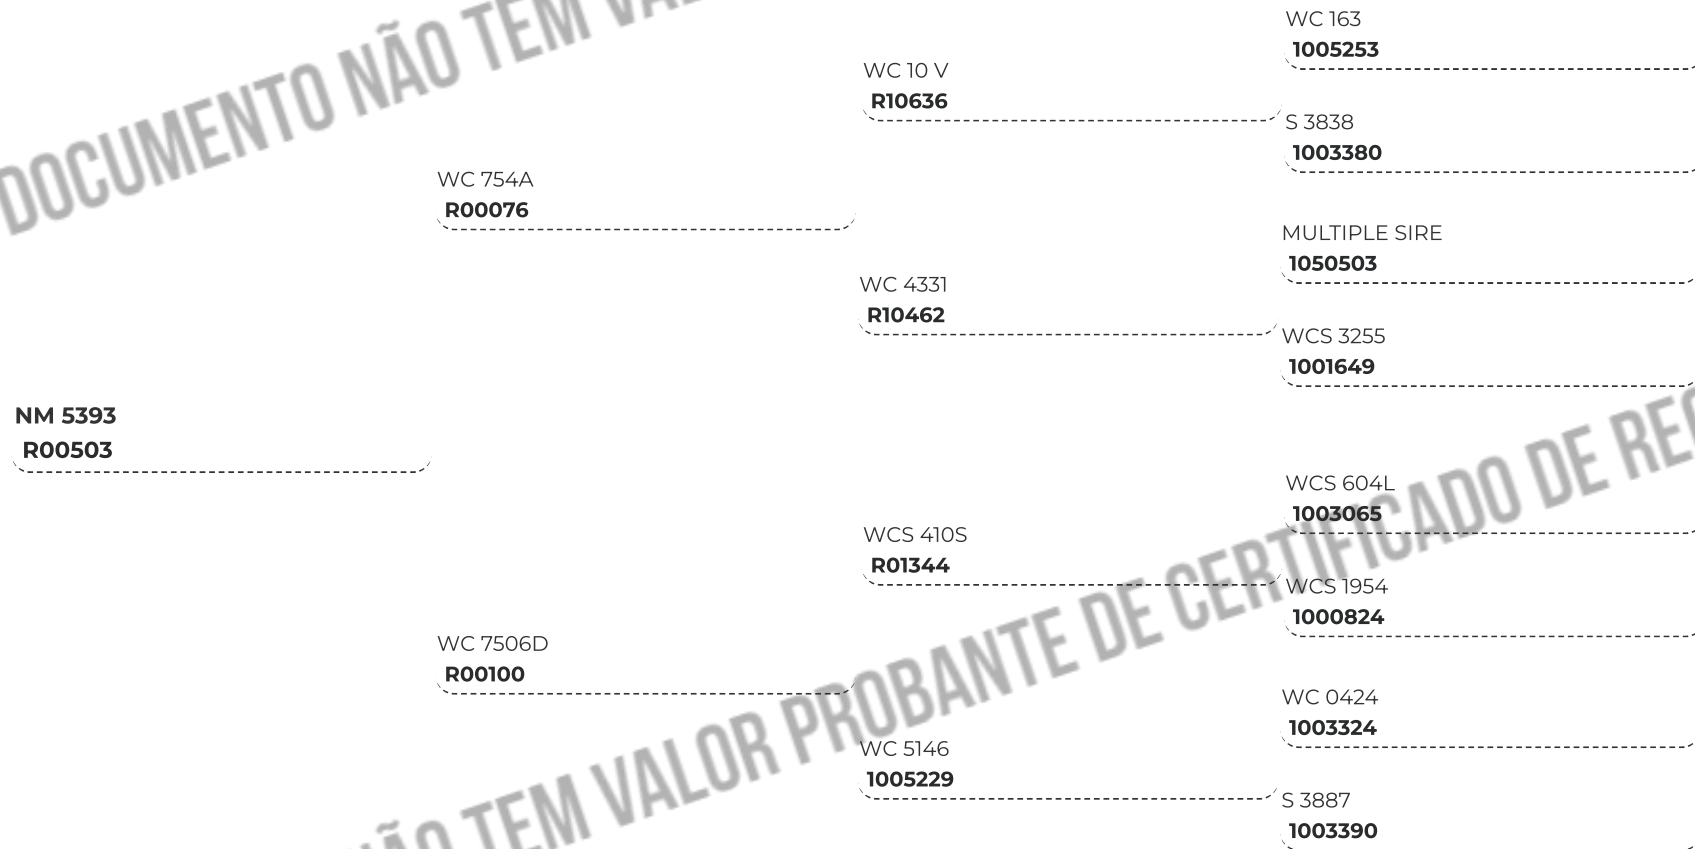 DOCUMENTO NÃO TEM
WC 163
1005253
WC 10 V
R10636
S 3838
1003380
WC 754A
R00076
MULTIPLE SIRE
1050503
WC 4331
R10462
WCS 3255
1001649
NM 5393
R00503
WCS 604L
1003065
WCS 410S
R01344
WCS 1954
1000824
WC 7506D
R00100
WC 0424
1003324
WC 5146
1005229
S 3887
1003390
NÃO TEM VALOR PROBANTE DE CERTIFICADO DE